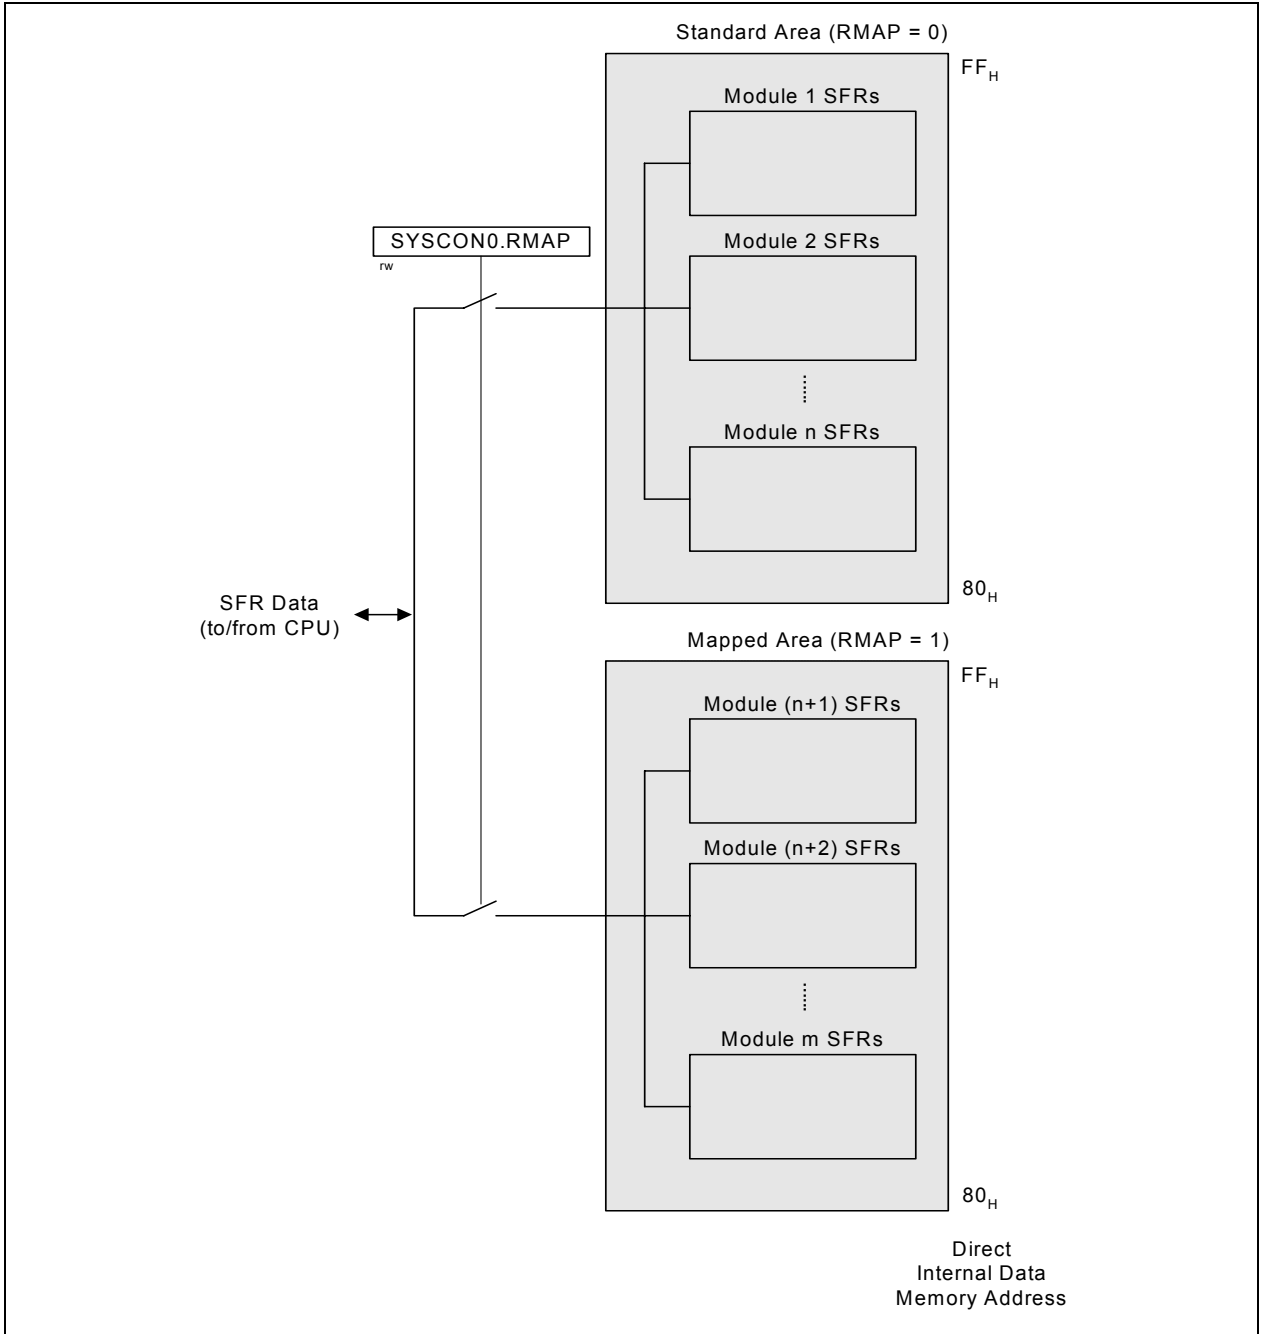 Standard Area (RMAP = 0)
FFH
Module 1 SFRs
SYSCON0.RMAP
rw
Module 2 SFRs
Module n SFRs
80H
SFR Data
(to/from CPU)
Mapped Area (RMAP = 1)
FFH
Module (n+1) SFRs
Module (n+2) SFRs
Module m SFRs
80H
Direct
Internal Data
Memory Address